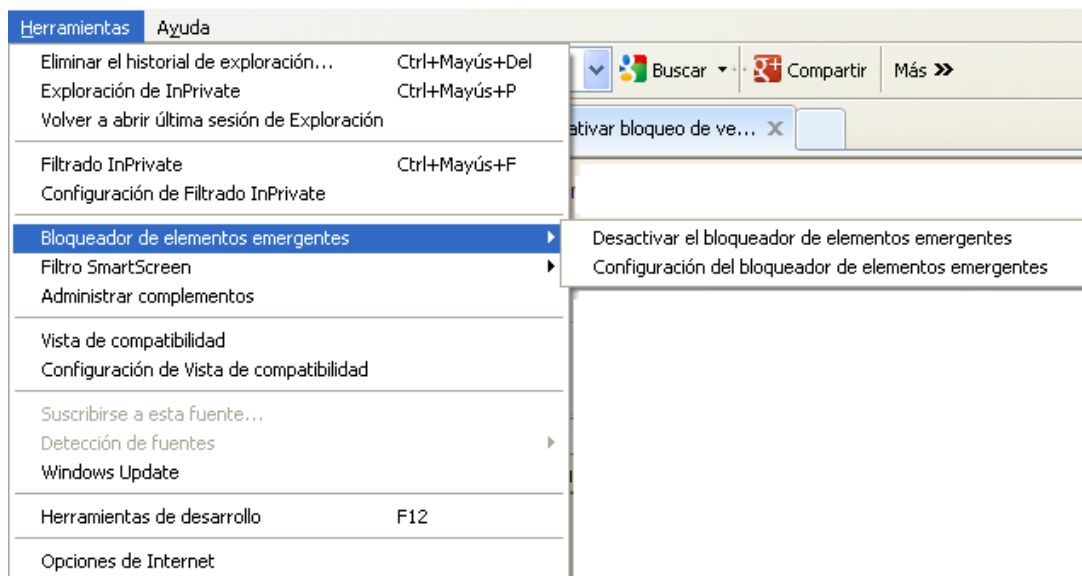 Herramientas Ayuda
Eliminar el historial de exploración... Ctrl+Mayús+Del
Exploración de InPrivate Ctrl+Mayús+P
Volver a abrir última sesión de Exploración
Filtrado InPrivate Ctrl+Mayús+F
Configuración de Filtrado InPrivate
Bloqueador de elementos emergentes
Filtro SmartScreen
Administrar complementos
Vista de compatibilidad
Configuración de Vista de compatibilidad
Suscribirse a esta fuente...
Detección de fuentes
Windows Update
Herramientas de desarrollo F12
Opciones de Internet
Buscar Compartir Más »
ativar bloqueo de ve...
Desactivar el bloqueador de elementos emergentes
Configuración del bloqueador de elementos emergentes